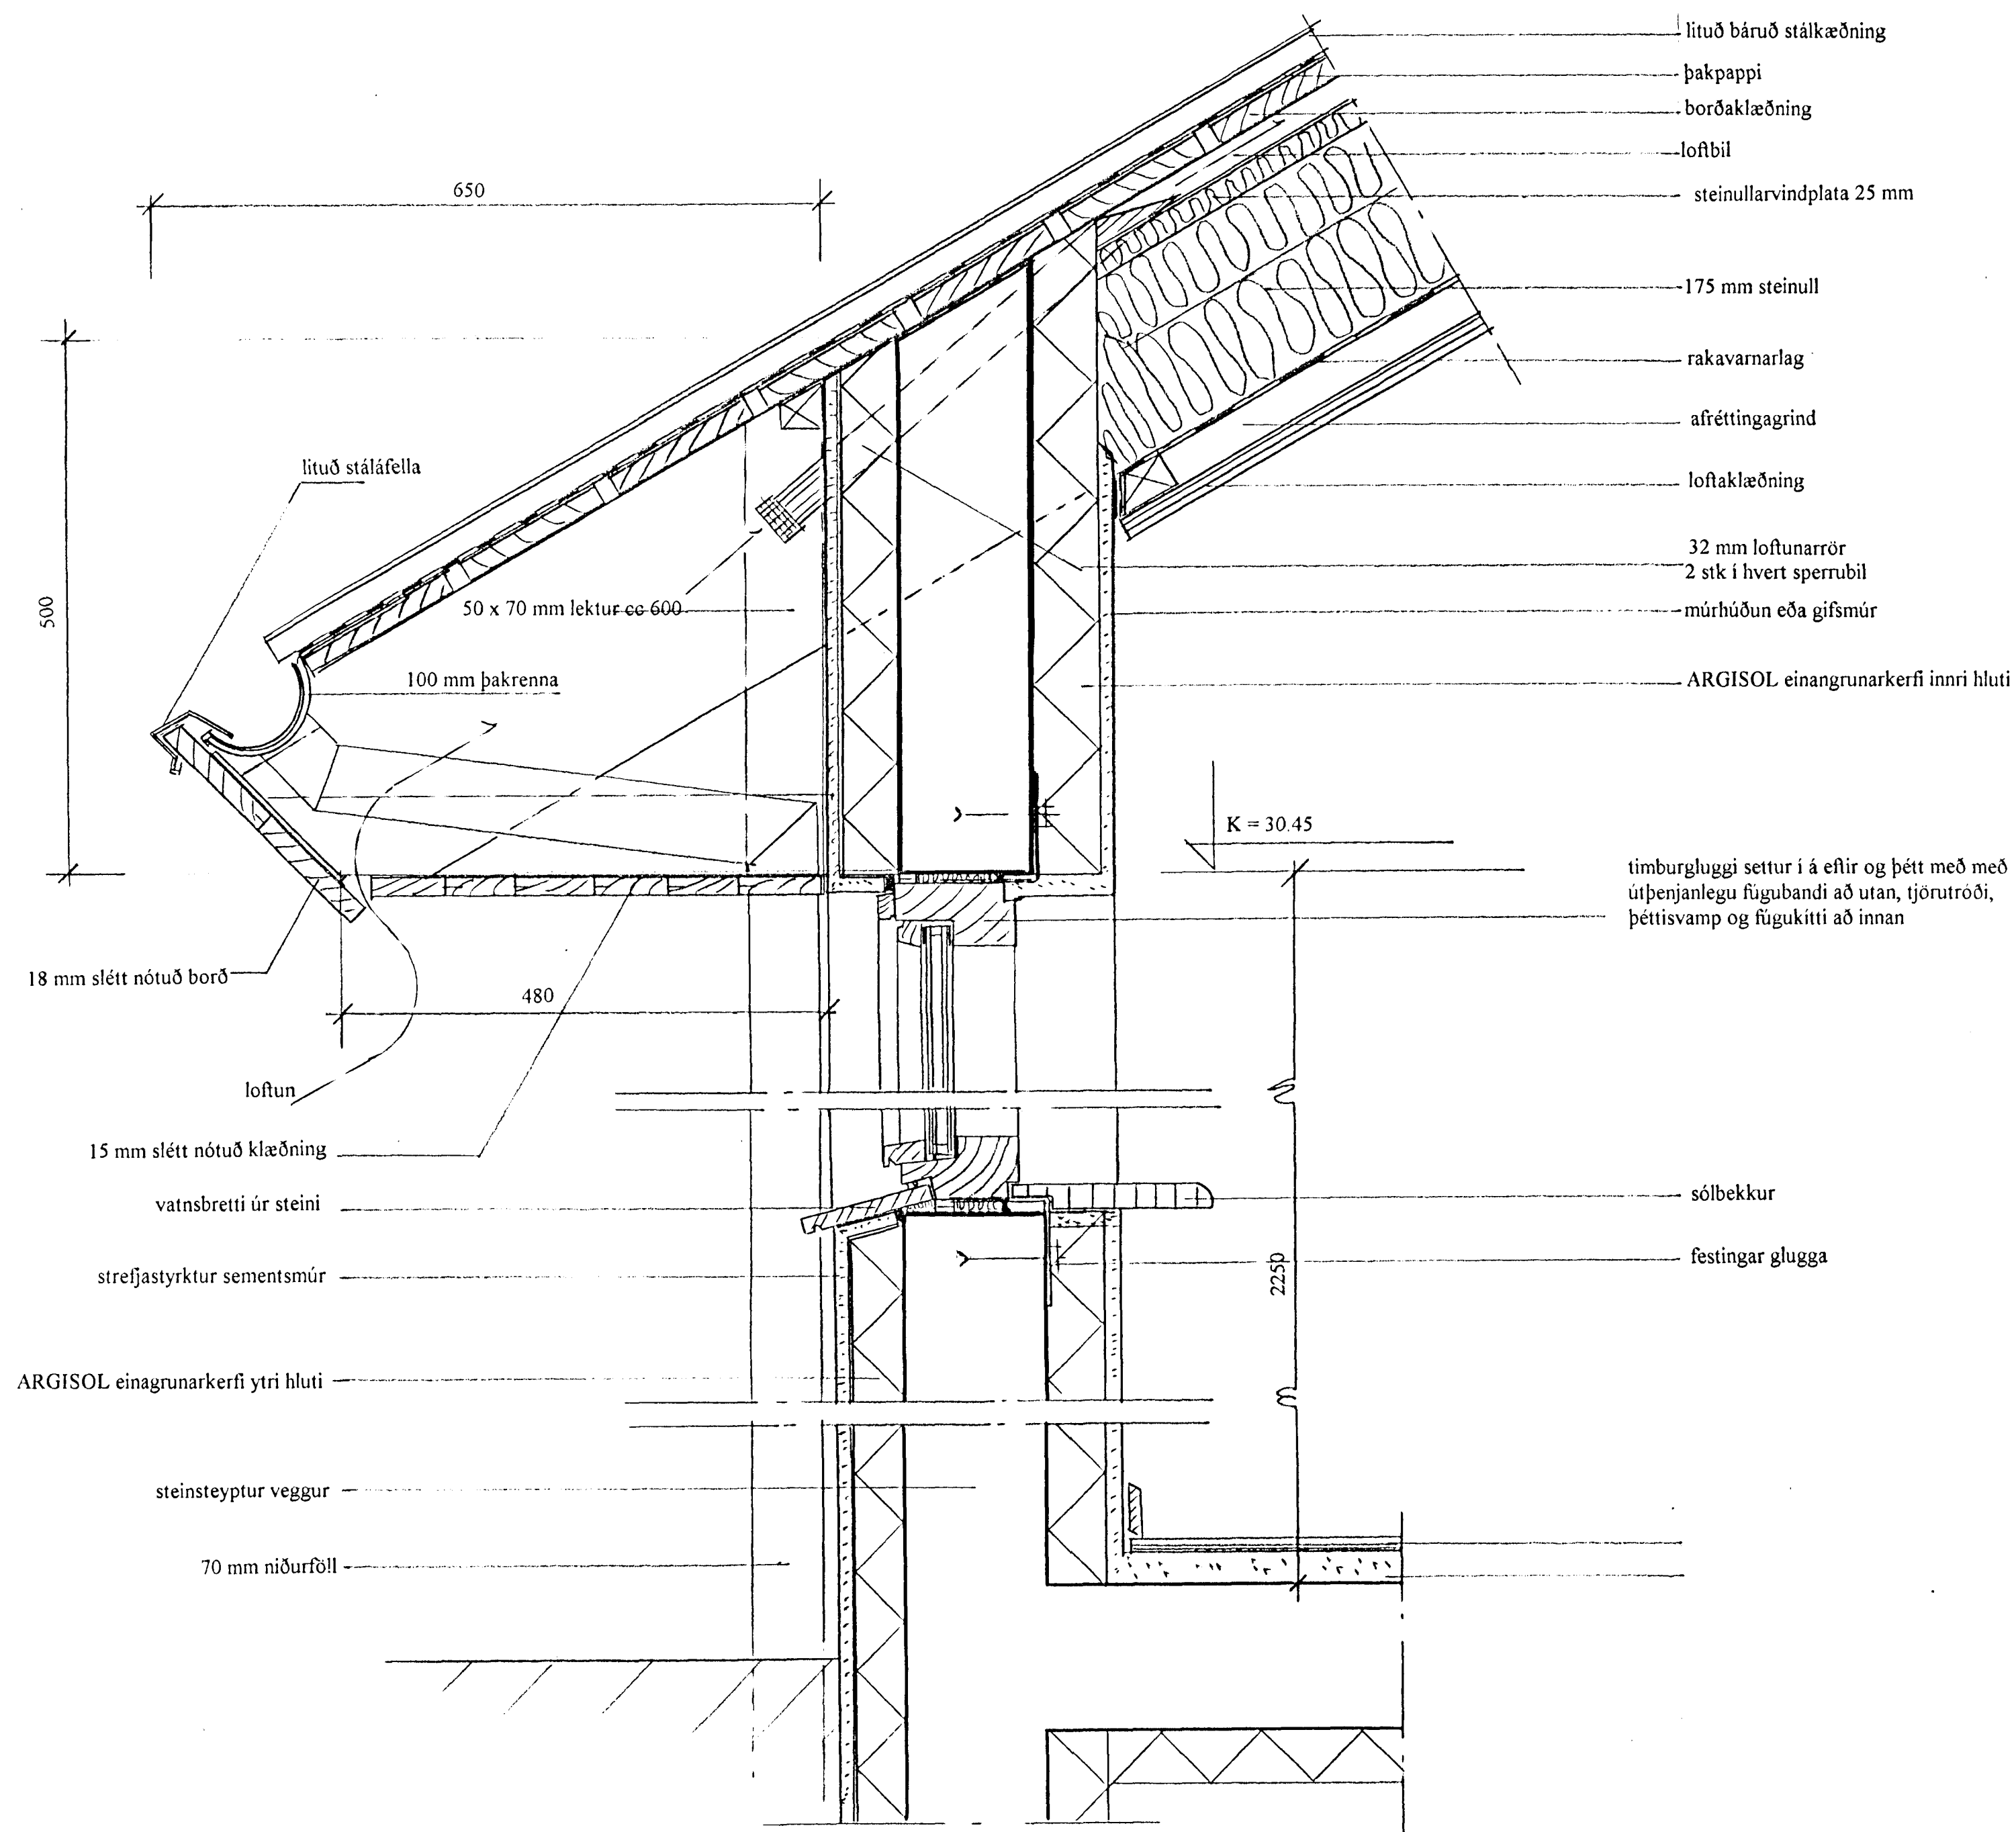 lituð báruð stálkæðning
þakpappi
borðaklæðning
loftbil
steinullarvindplata 25 mm
650
175 mm steinull
rakavarnarlag
afréttingagrind
lituð stáláfella
loftaklæðning
32 mm loftunarrör
2 stk í hvert sperrubil
500
50 x 70 mm lektur cc 600
múrhúðun eða gifsmúr
100 mm þakrenna
ARGISOL einangrunarkerfi innri hluti
K = 30.45
timburgluggi settur í á eftir og þétt með með
útþenjanlegu fúgubandi að utan, tjörutróði,
þéttisvamp og fúgukítti að innan
18 mm slétt nótuð borð
480
loftun
15 mm slétt nótuð klæðning
vatnsbretti úr steini
sólbekkur
strefjastyrktur sementsmúr
festingar glugga
2250
ARGISOL einagrunarkerfi ytri hluti
steinsteyptur veggur
70 mm niðurföll